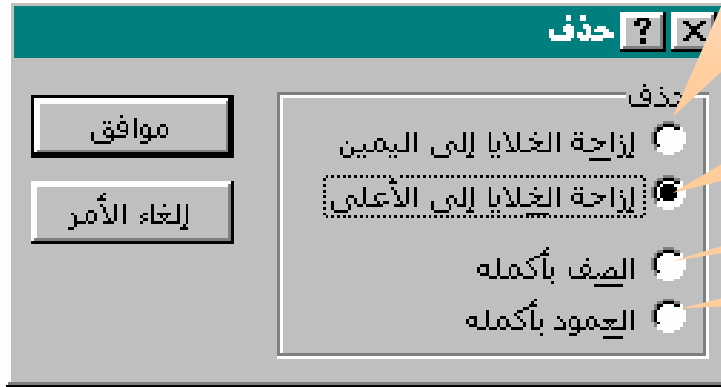 حذف
حذف
إزاحة الخلايا إلى اليمين
إزاحة الخلايا إلى الأعلى
الصف بأكمله
العمود بأكمله
موافق
إلغاء الأمر